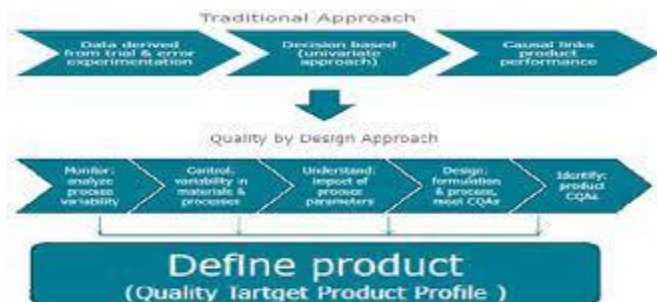 Traditional Approach
Data derived
from trial & error
experimentation
Decision based
(univariate
approach)
Causal links
product
performance
Quality by Design Approach
Monitor:
analyze
process
variability
Control:
variability in
materials &
processes
Understand:
impact of
process
parameters
Design:
formulation
& process,
meet CQAs
Identify:
product
CQAs
Define product
(Quality Tartget Product Profile )